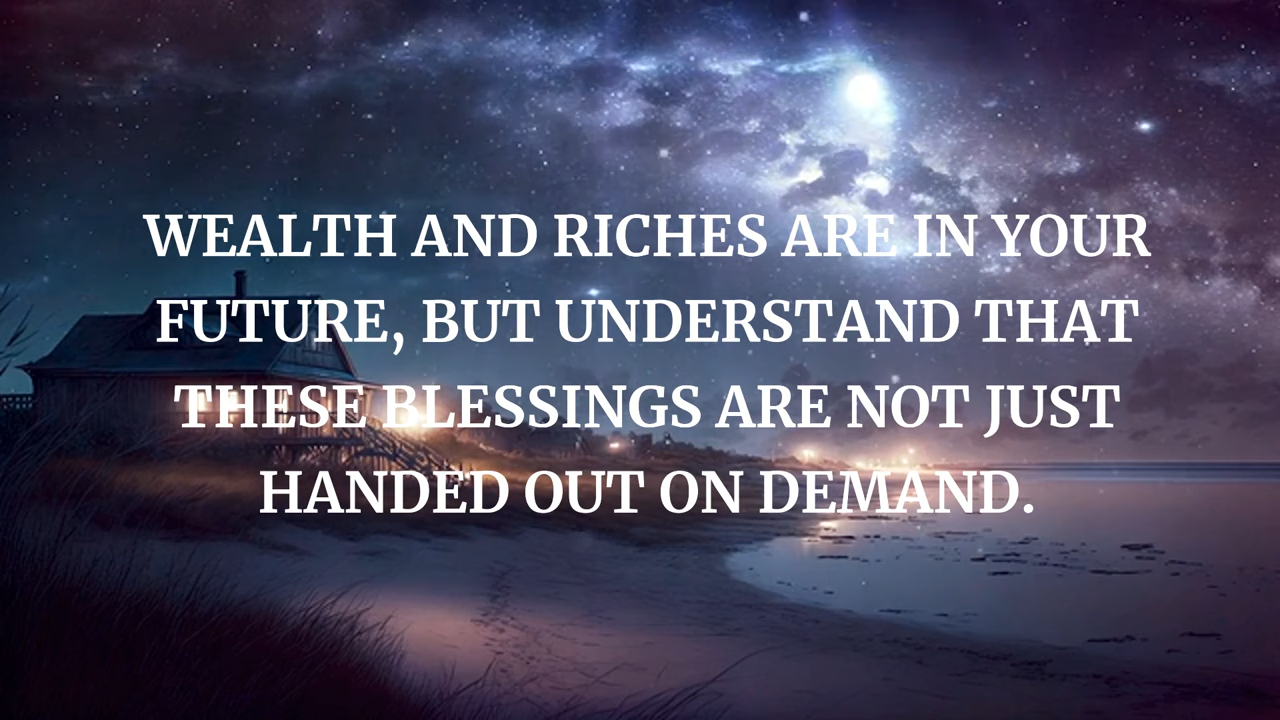 WEALTH AND RICHES ARE IN YOUR
FUTURE, BUT UNDERSTAND THAT
THESE BLESSINGS ARE NOT JUST
HANDED OUT ON DEMAND.